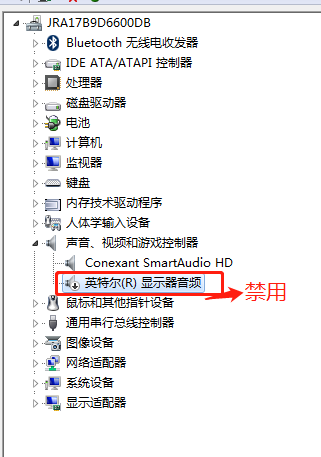 JRA17B9D6600DB
Bluetooth 无线电收发器
IDE ATA/ATAPI 控制器
处理器
磁盘驱动器
电池
计算机
监视器
键盘
内存技术驱动程序
人体学输入设备
声音、视频和游戏控制器
Conexant SmartAudio HD
英特尔(R) 显示器音频
禁用
鼠标和其他指针设备
通用串行总线控制器
图像设备
网络适配器
系统设备
显示适配器